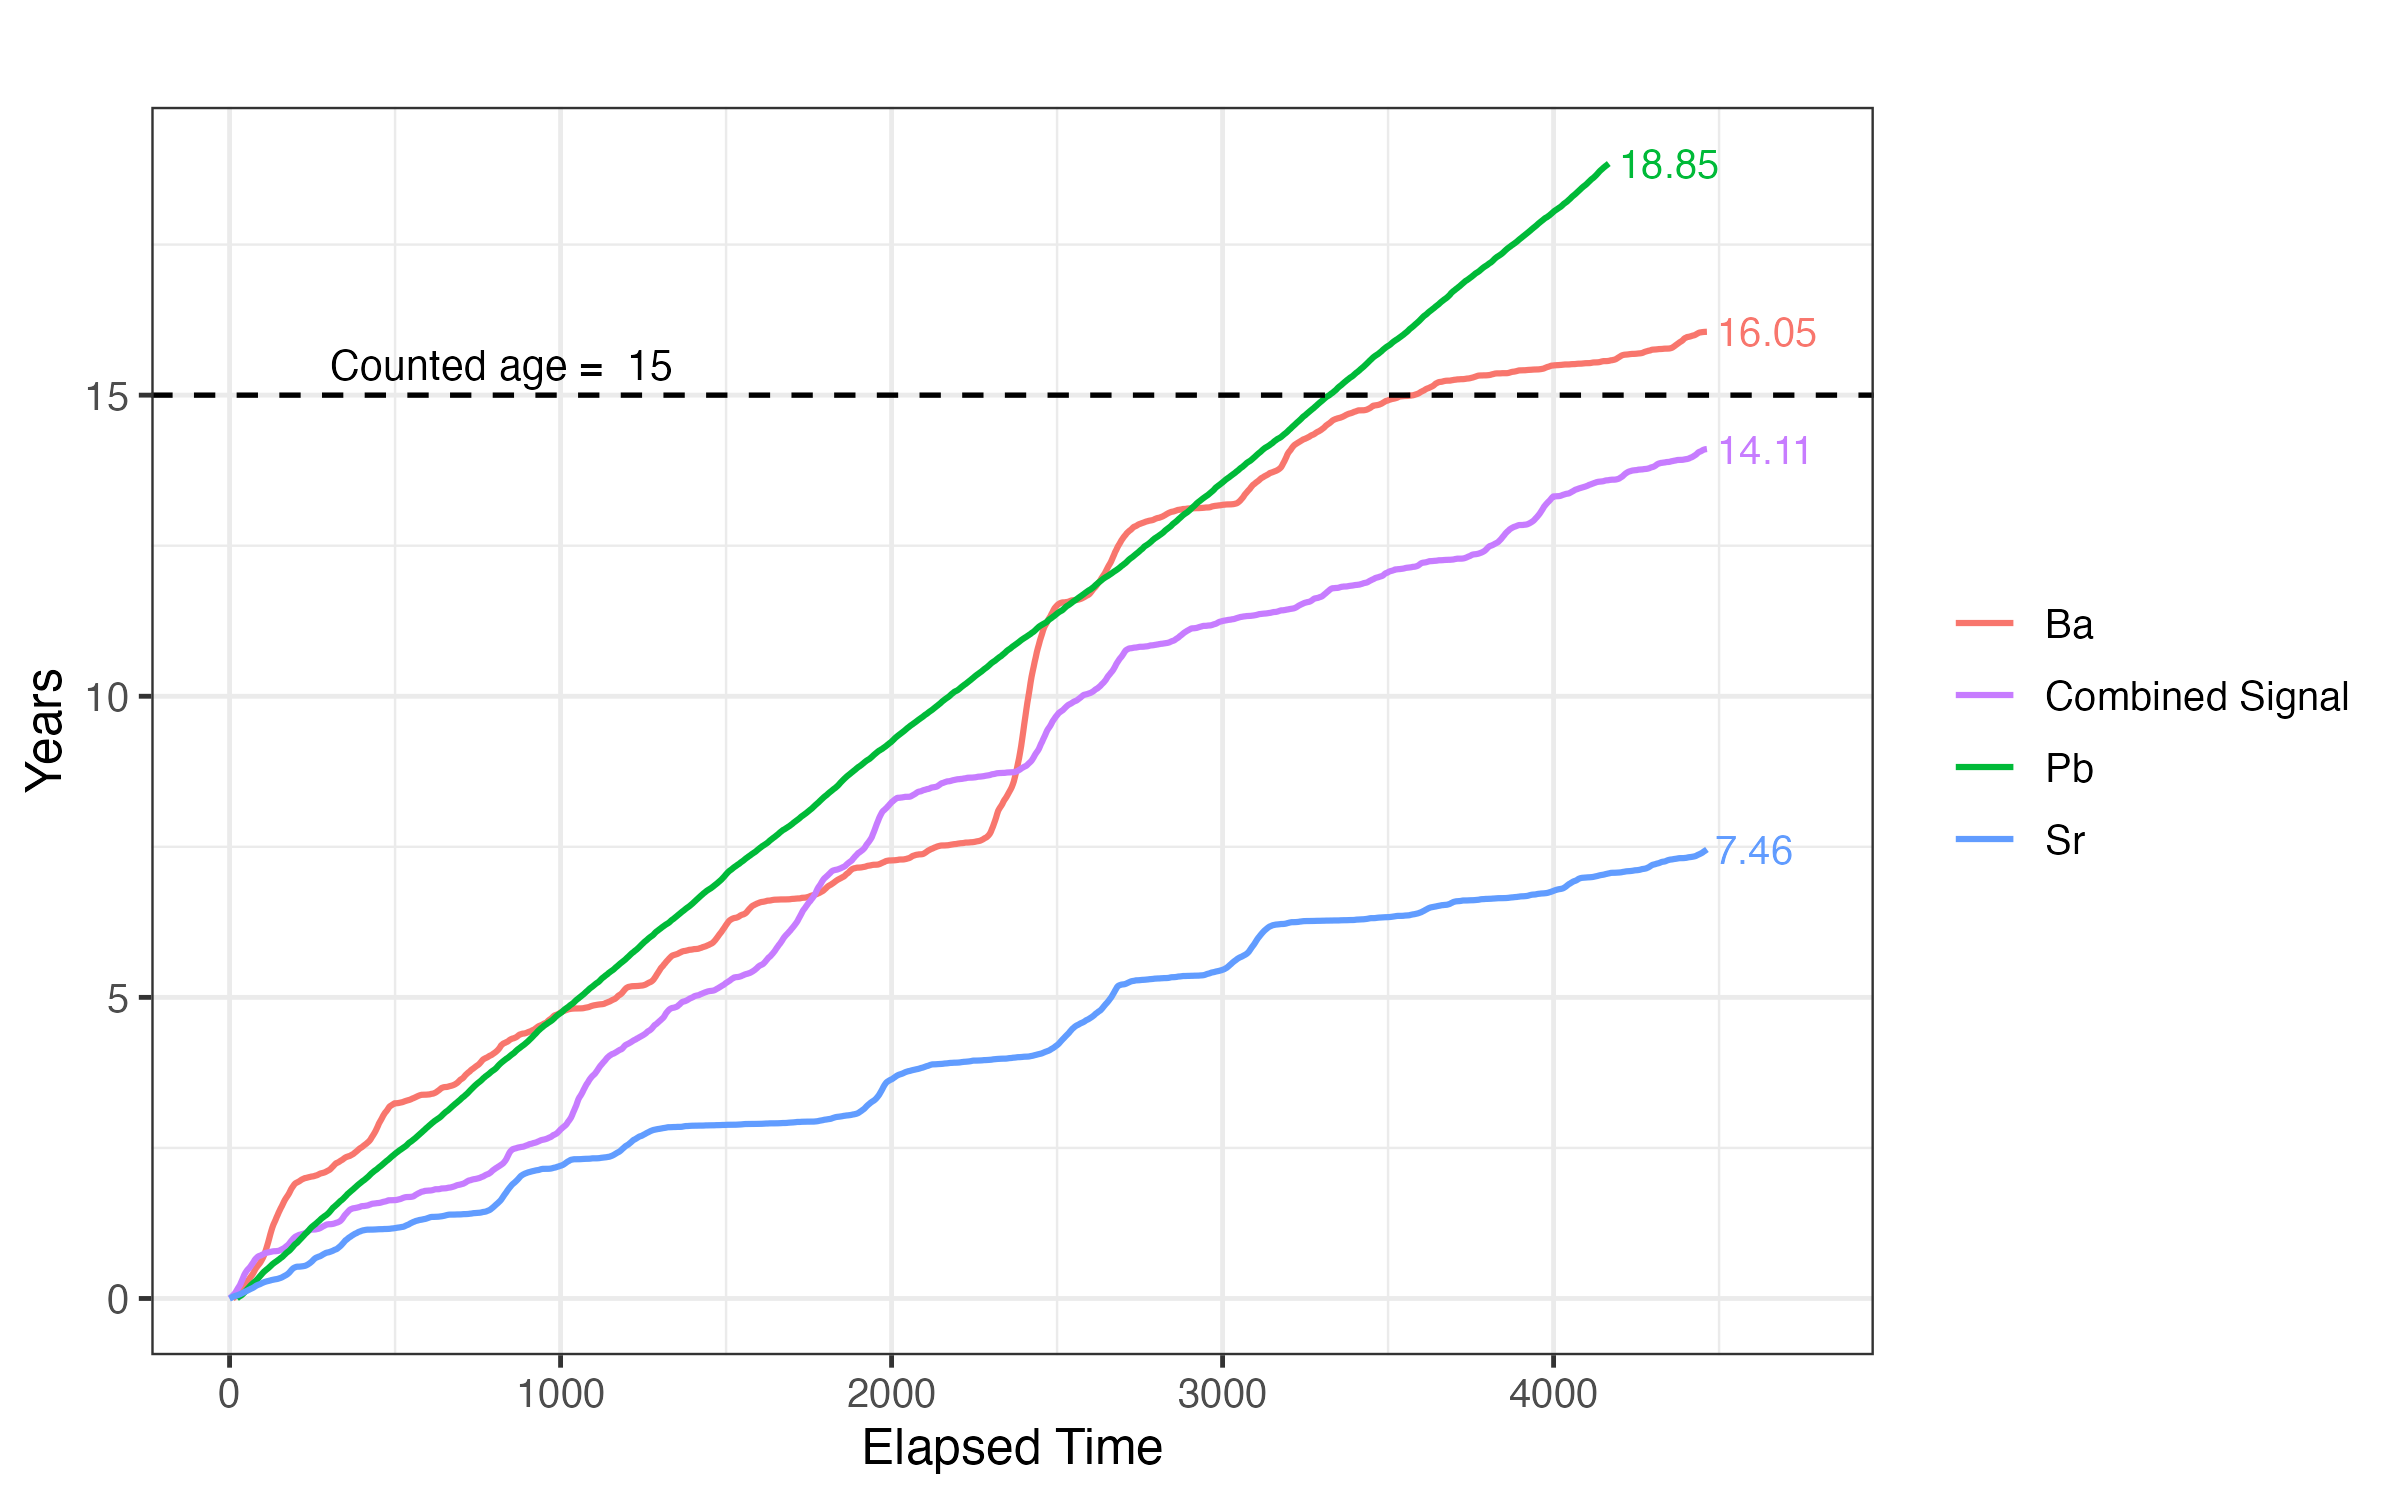 18.85
16.05
Counted age =  15
14.11
7.46
Years
15
10
5
0
0 1000 2000 3000 4000
Elapsed Time
Ba
Combined Signal
Pb
Sr